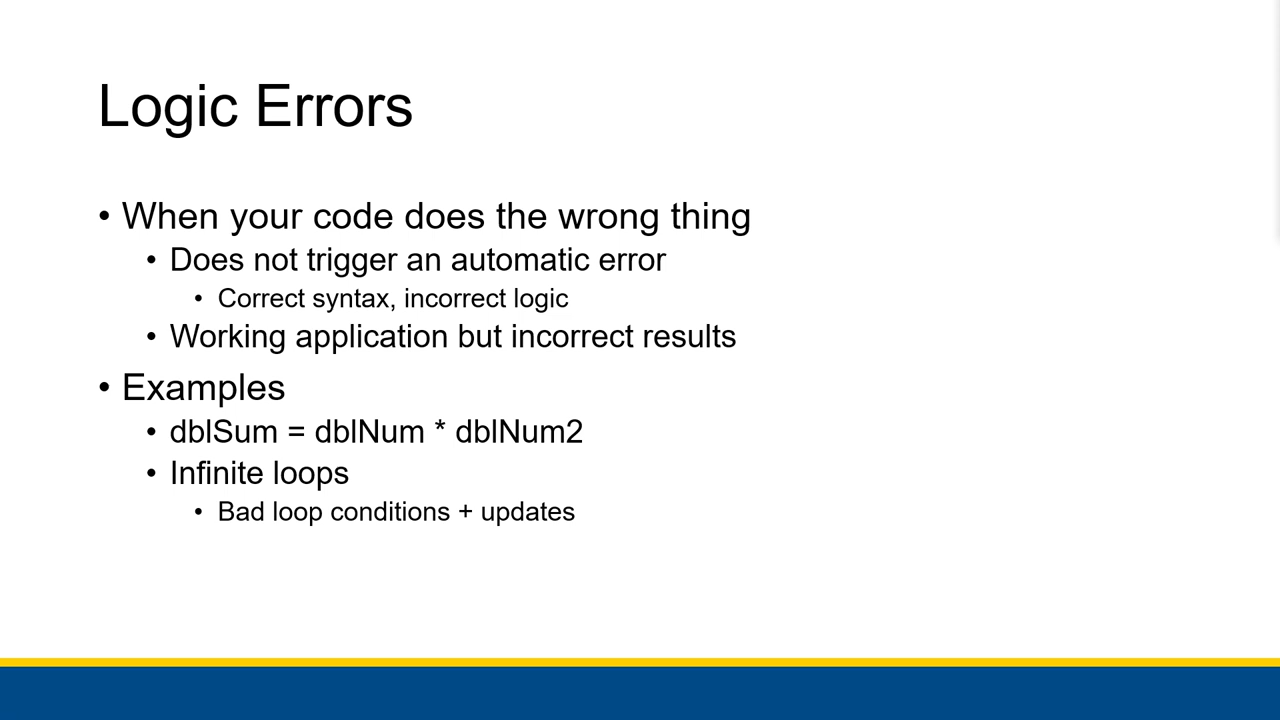 Logic Errors
• When your code does the wrong thing
• Does not trigger an automatic error
• Correct syntax, incorrect logic
• Working application but incorrect results
• Examples
• dblSum = dblNum * dblNum2
• Infinite loops
• Bad loop conditions + updates